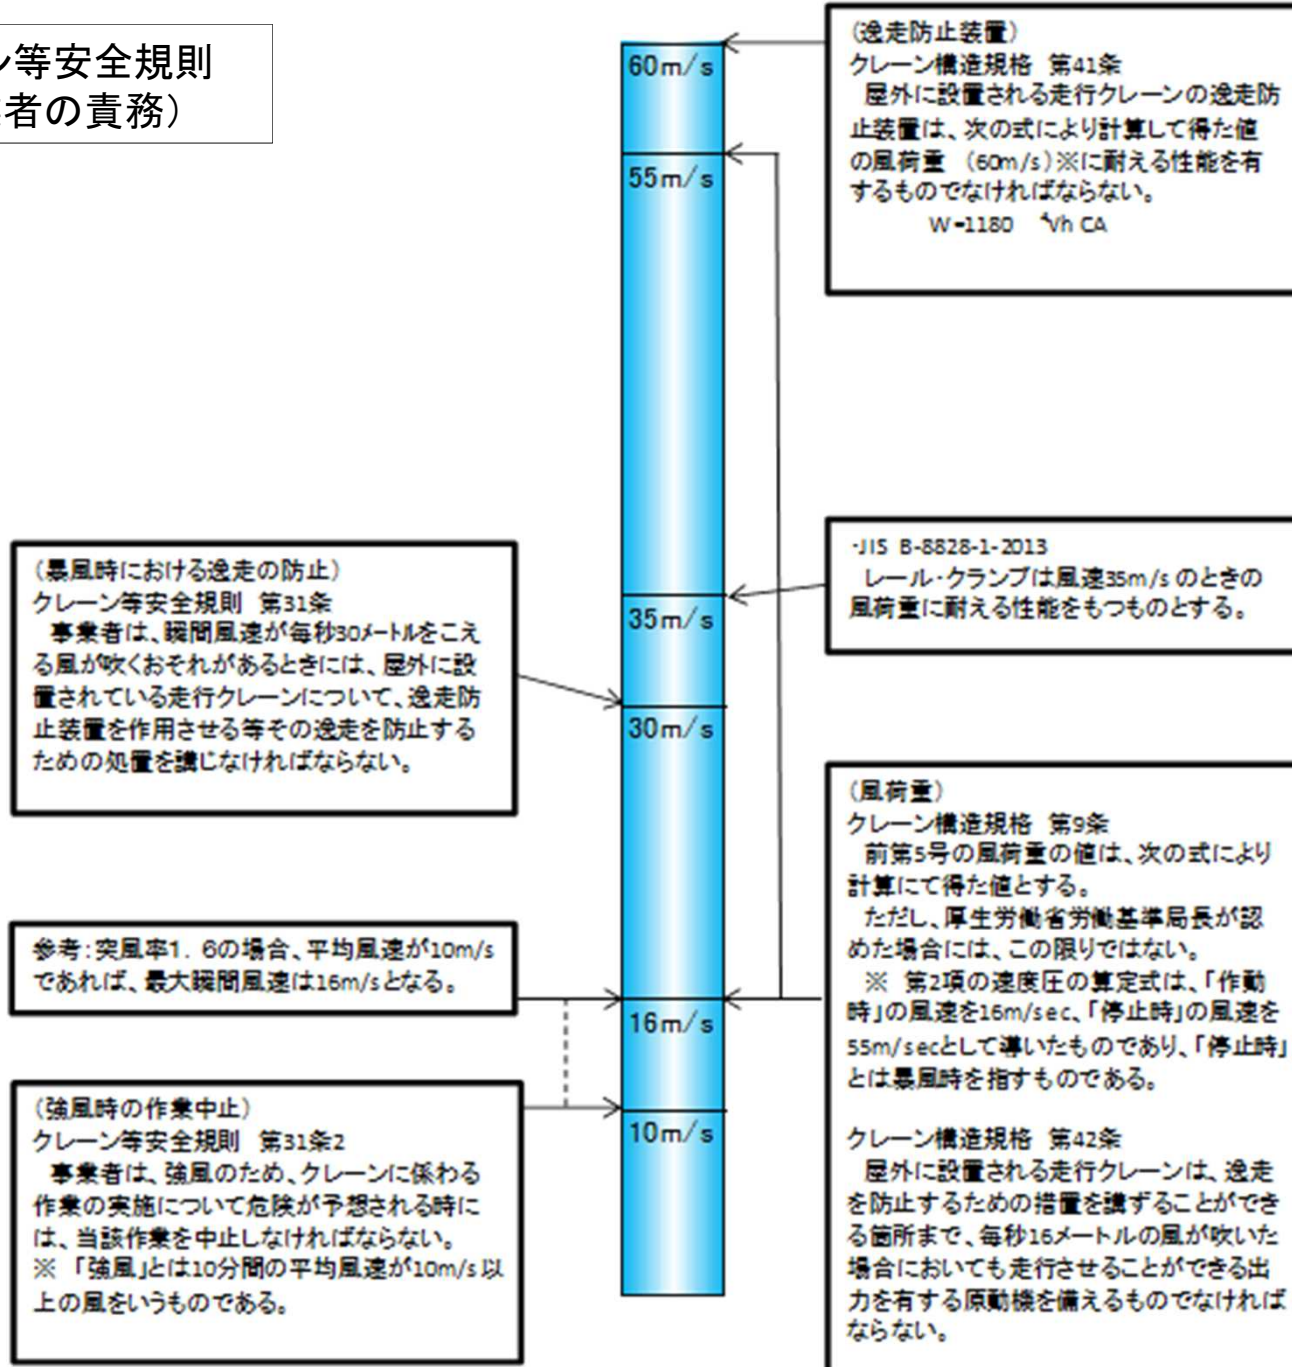 ン等安全規則
者の責務）
（逸走防止装置）
クレーン構造規格 第41条
屋外に設置される走行クレーンの逸走防
止装置は、次の式により計算して得た値
の風荷重 （60m/s）※に耐える性能を有
するものでなければならない。
W=1180 ⁴√h CA
60m/s
55m/s
35m/s
30m/s
16m/s
10m/s
・JIS B-8828-1-2013
レール・クランプは風速35m/s のときの
風荷重に耐える性能をもつものとする。
（暴風時における逸走の防止）
クレーン等安全規則 第31条
事業者は、瞬間風速が毎秒30メートルをこえ
る風が吹くおそれがあるときには、屋外に設
置されている走行クレーンについて、逸走防
止装置を作用させる等その逸走を防止する
ための処置を講じなければならない。
（風荷重）
クレーン構造規格 第9条
前第5号の風荷重の値は、次の式により
計算にて得た値とする。
ただし、厚生労働省労働基準局長が認
めた場合には、この限りではない。
※ 第2項の速度圧の算定式は、「作動
時」の風速を16m/sec、「停止時」の風速を
55m/secとして導いたものであり、「停止時」
とは暴風時を指すものである。
クレーン構造規格 第42条
屋外に設置される走行クレーンは、逸走
を防止するための措置を講ずることができ
る箇所まで、毎秒16メートルの風が吹いた
場合においても走行させることができる出
力を有する原動機を備えるものでなければ
ならない。
参考：突風率1．6の場合、平均風速が10m/s
であれば、最大瞬間風速は16m/sとなる。
（強風時の作業中止）
クレーン等安全規則 第31条2
事業者は、強風のため、クレーンに係わる
作業の実施について危険が予想される時に
は、当該作業を中止しなければならない。
※ 「強風」とは10分間の平均風速が10m/s以
上の風をいうものである。